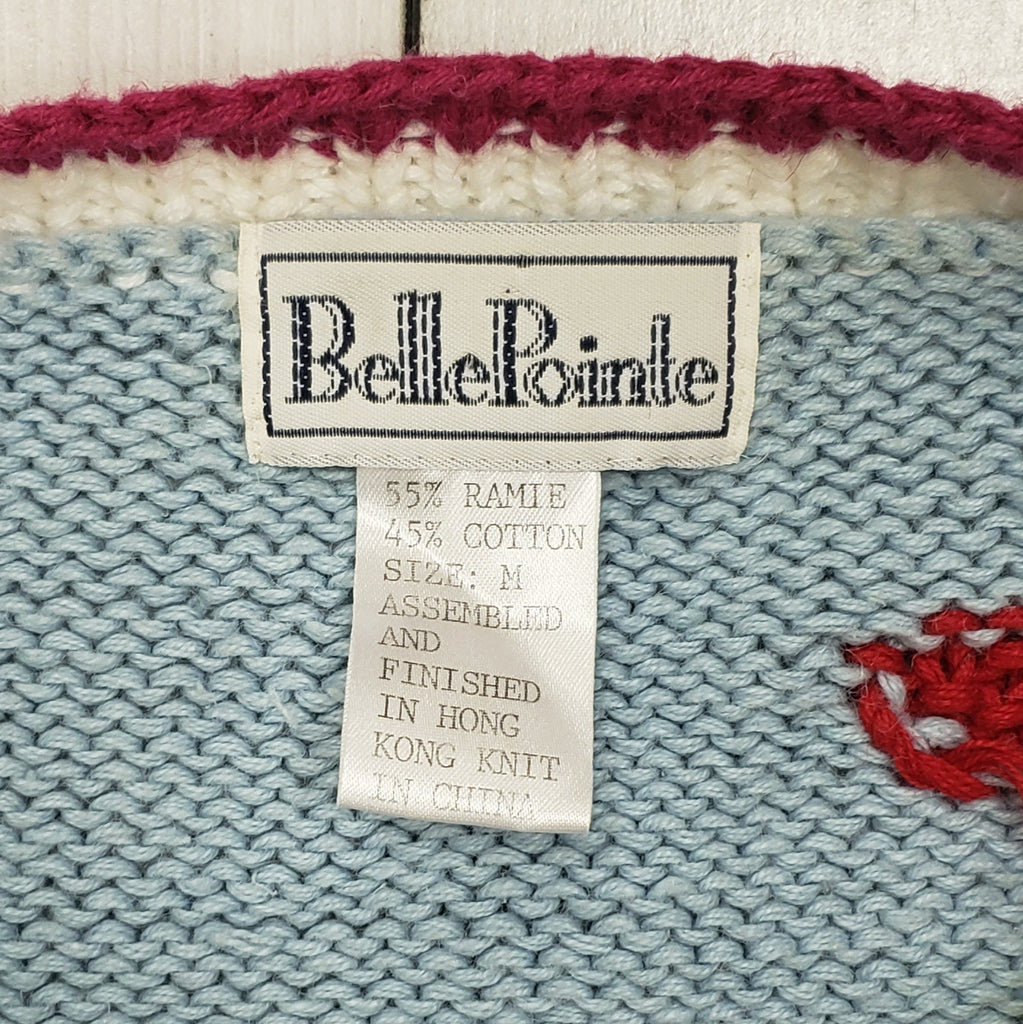 BellePointe
55% RAMIE
45% COTTON
SIZE: M
ASSEMBLED
AND
FINISHED
IN HONG
KONG KNIT
IN CHINA